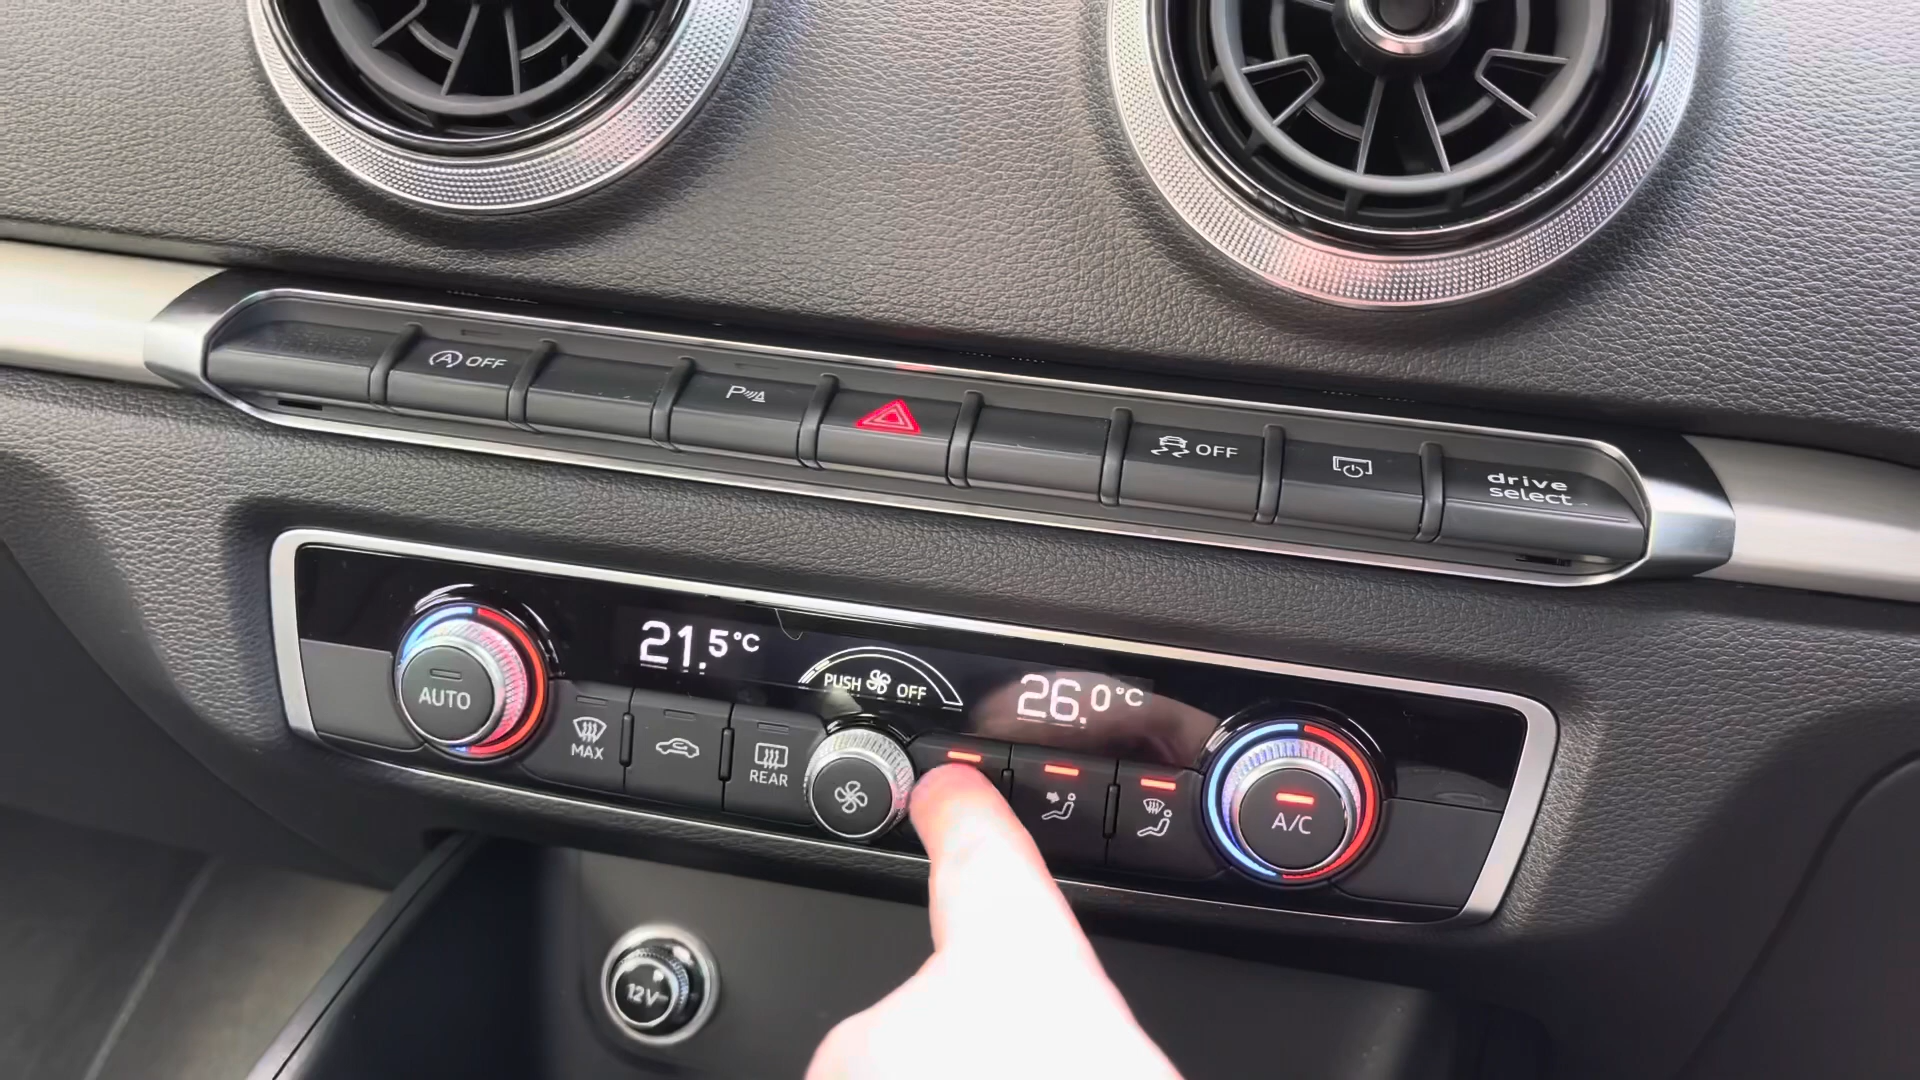 OFF
P
OFF
drive
select
21.5°C
PUSH OFF
26.0°C
AUTO
MAX
REAR
A/C
12V